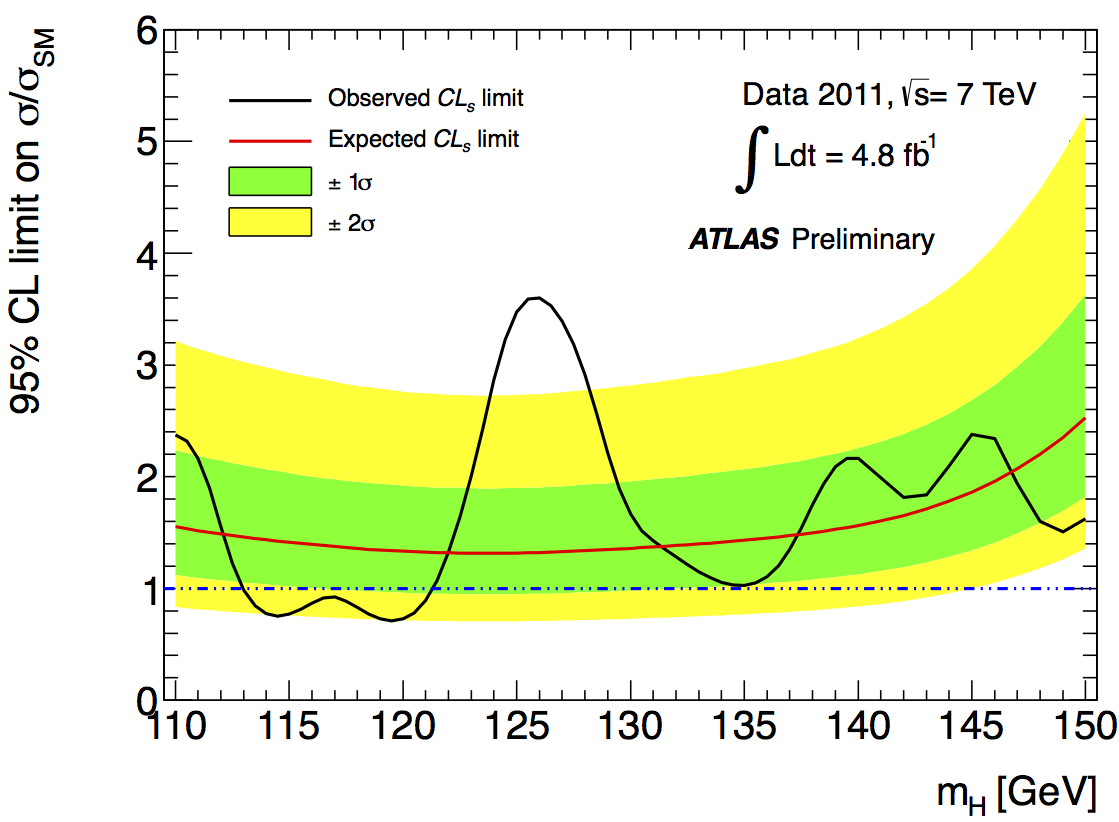 95% CL limit on σ/σSM
6
5
4
3
2
1
0
Observed CLs limit
Expected CLs limit
± 1σ
± 2σ
Data 2011, √s= 7 TeV
∫ Ldt = 4.8 fb-1
ATLAS Preliminary
110 115 120 125 130 135 140 145 150
mH [GeV]